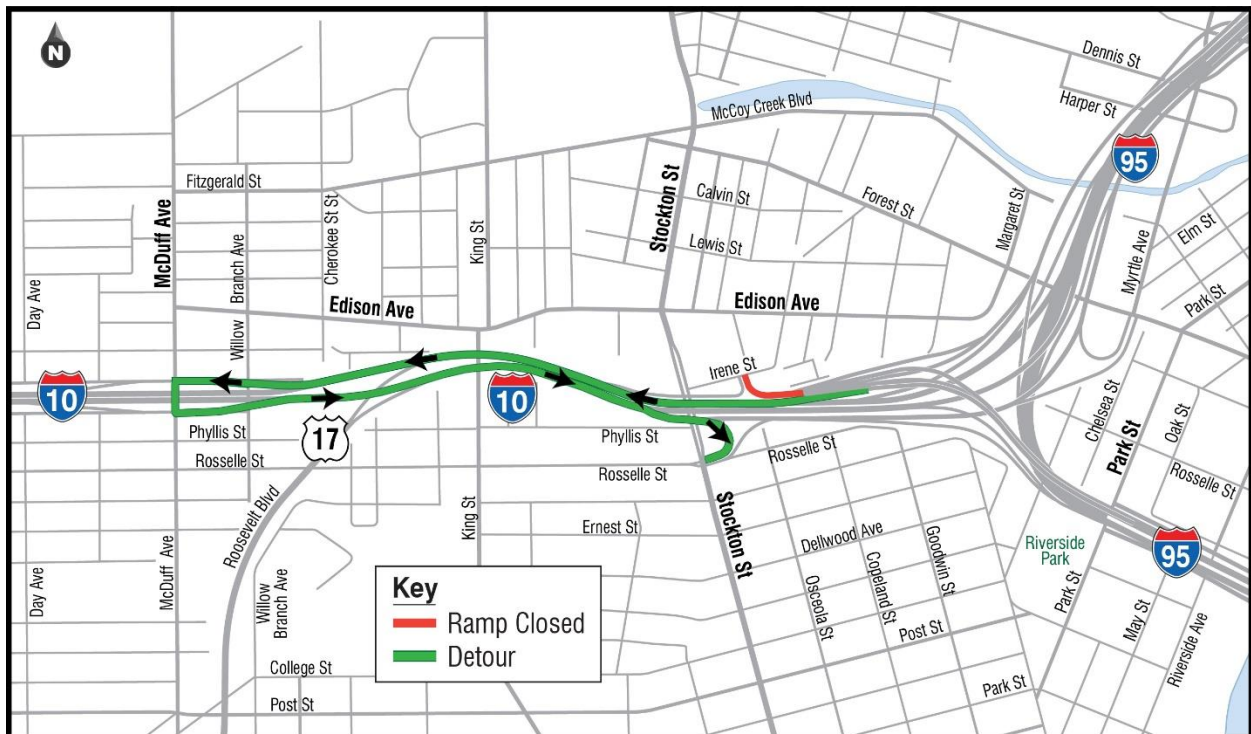 N
Dennis St
Harper St
McCoy Creek Blvd
95
Fitzgerald St
Calvin St
Forest St
Margaret St
Stockton St
McDuff Ave
Branch Ave
Cherokee St St
King St
Lewis St
Elm St
Myrtle Ave
Park St
Day Ave
Edison Ave
Edison Ave
Willow
Irene St
10
10
17
Phyllis St
Rosselle St
Phyllis St
Rosselle St
Rosselle St
Chelsea St
Park St
Oak St
Rosselle St
Roosevelt Blvd
King St
Ernest St
Stockton St
Dellwood Ave
Goodwin St
Riverside
Park
95
Day Ave
McDuff Ave
Willow
Branch Ave
Osceola St
Copeland St
Post St
Park St
May St
Riverside Ave
Key
Ramp Closed
Detour
College St
Post St
Park St